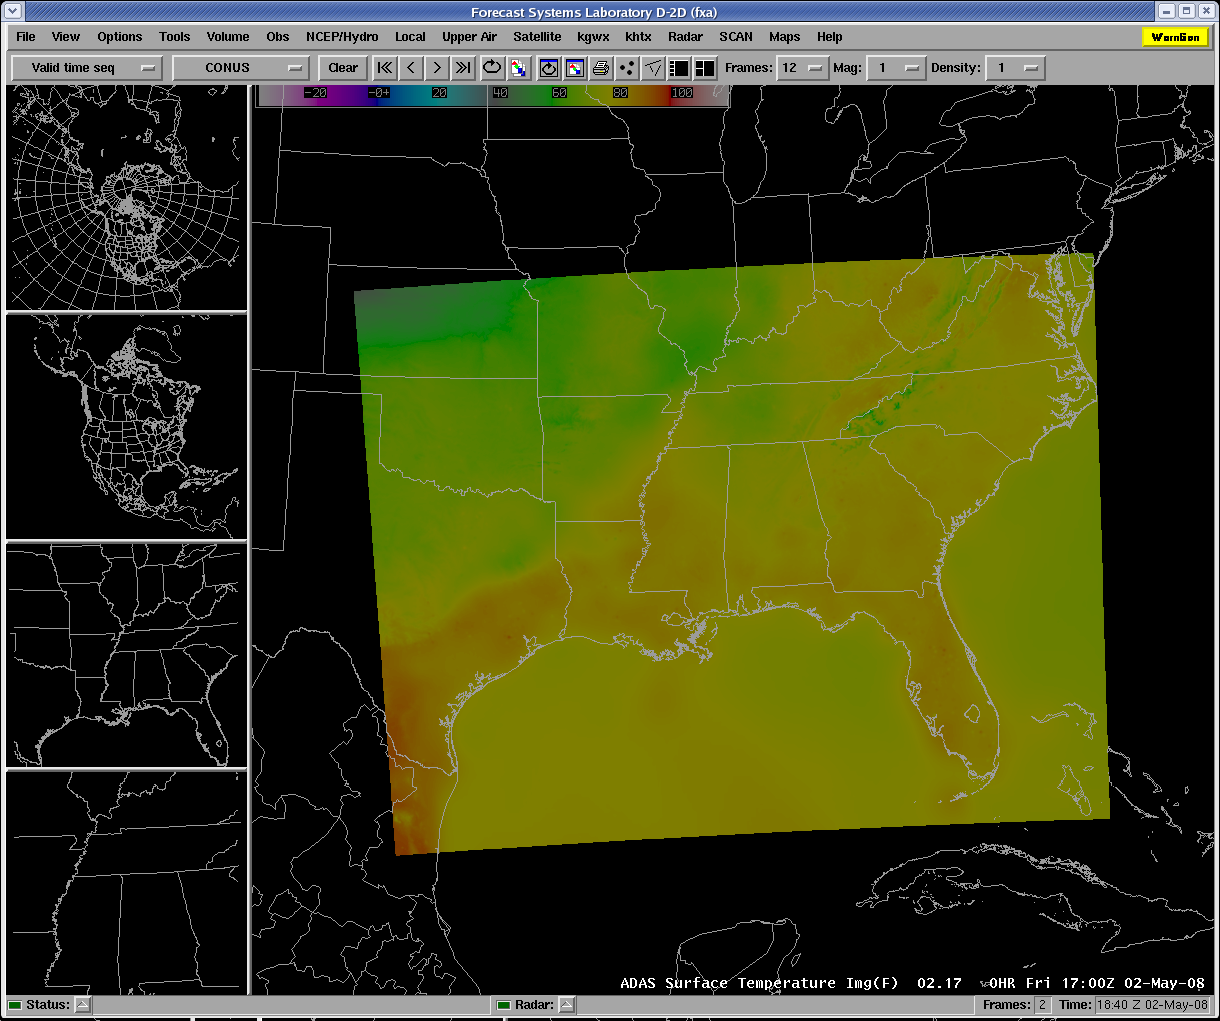 Forecast Systems Laboratory D-2D (fxa)
File View Options Tools Volume Obs NCEP/Hydro Local Upper Air Satellite Kgwx khtx Radar SCAN Maps Help WarnGen
Valid time seq CONUS Clear Frames: 12 Mag: 1 Density: 1
-20 -0+ 20 40 60 80 100
ADAS Surface Temperature Img(F) 02.17 0HR Fri 17:00Z 02-May-08
Status: Radar: Frames: 2 Time: 18:40 Z 02-May-08